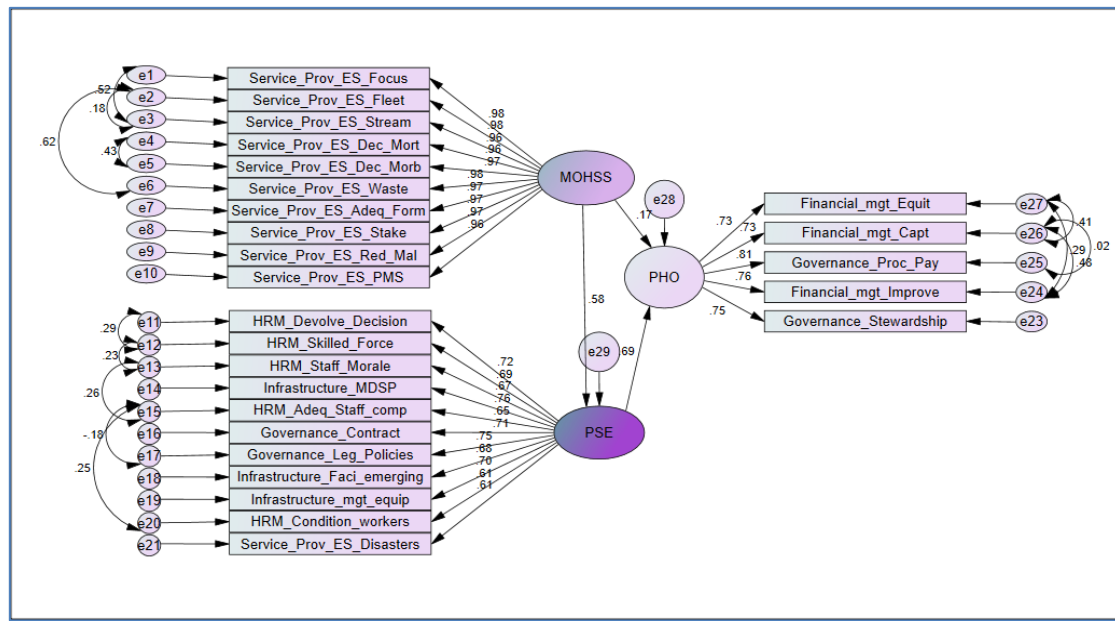 e1 Service_Prov_ES_Focus
.52
e2 Service_Prov_ES_Fleet
.18
e3 Service_Prov_ES_Stream
.62
e4 Service_Prov_ES_Dec_Mort
.43
e5 Service_Prov_ES_Dec_Morb
e6 Service_Prov_ES_Waste
e7 Service_Prov_ES_Adeq_Form
e8 Service_Prov_ES_Stake
e9 Service_Prov_ES_Red_Mal
e10 Service_Prov_ES_PMS
.98
.98
.96
.96
.97
.98
.97
.97
.97
.96
MOHSS
.17
e28
PHO
.58
e29
.69
PSE
.73
.73
.81
.76
.75
Financial_mgt_Equit e27
Financial_mgt_Capt e26
Governance_Proc_Pay e25
Financial_mgt_Improve e24
Governance_Stewardship e23
.41
.29
.02
.48
e11 HRM_Devolve_Decision
.29
e12 HRM_Skilled_Force
.23
e13 HRM_Staff_Morale
.26
e14 Infrastructure_MDSP
e15 HRM_Adeq_Staff_comp
-.18
e16 Governance_Contract
e17 Governance_Leg_Policies
.25
e18 Infrastructure_Faci_emerging
e19 Infrastructure_mgt_equip
e20 HRM_Condition_workers
e21 Service_Prov_ES_Disasters
.72
.69
.67
.76
.65
.71
.75
.68
.70
.61
.61